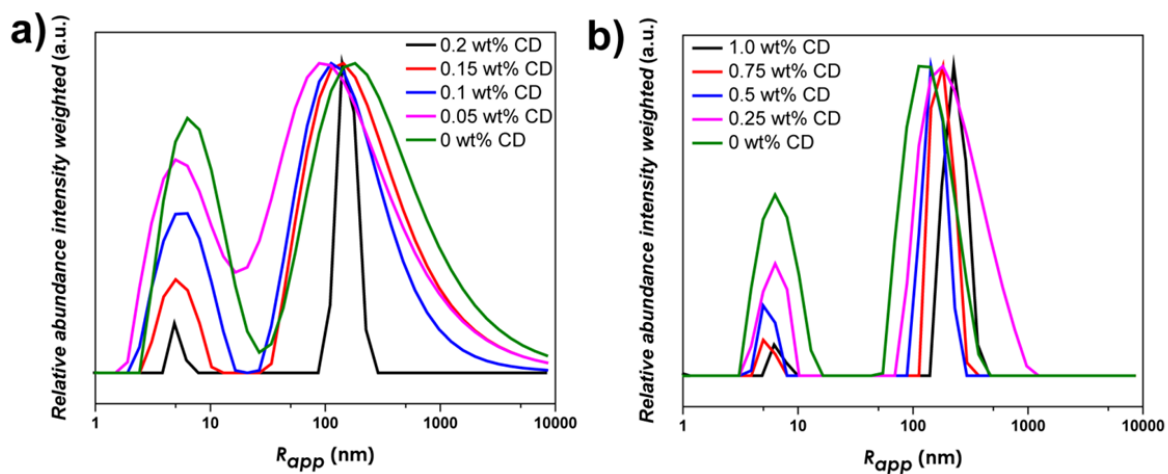 a)
Relative abundance intensity weighted (a.u.)
0.2 wt% CD
0.15 wt% CD
0.1 wt% CD
0.05 wt% CD
0 wt% CD
1 10 100 1000 10000
Rapp (nm)
b)
Relative abundance intensity weighted (a.u.)
1.0 wt% CD
0.75 wt% CD
0.5 wt% CD
0.25 wt% CD
0 wt% CD
1 10 100 1000 10000
Rapp (nm)